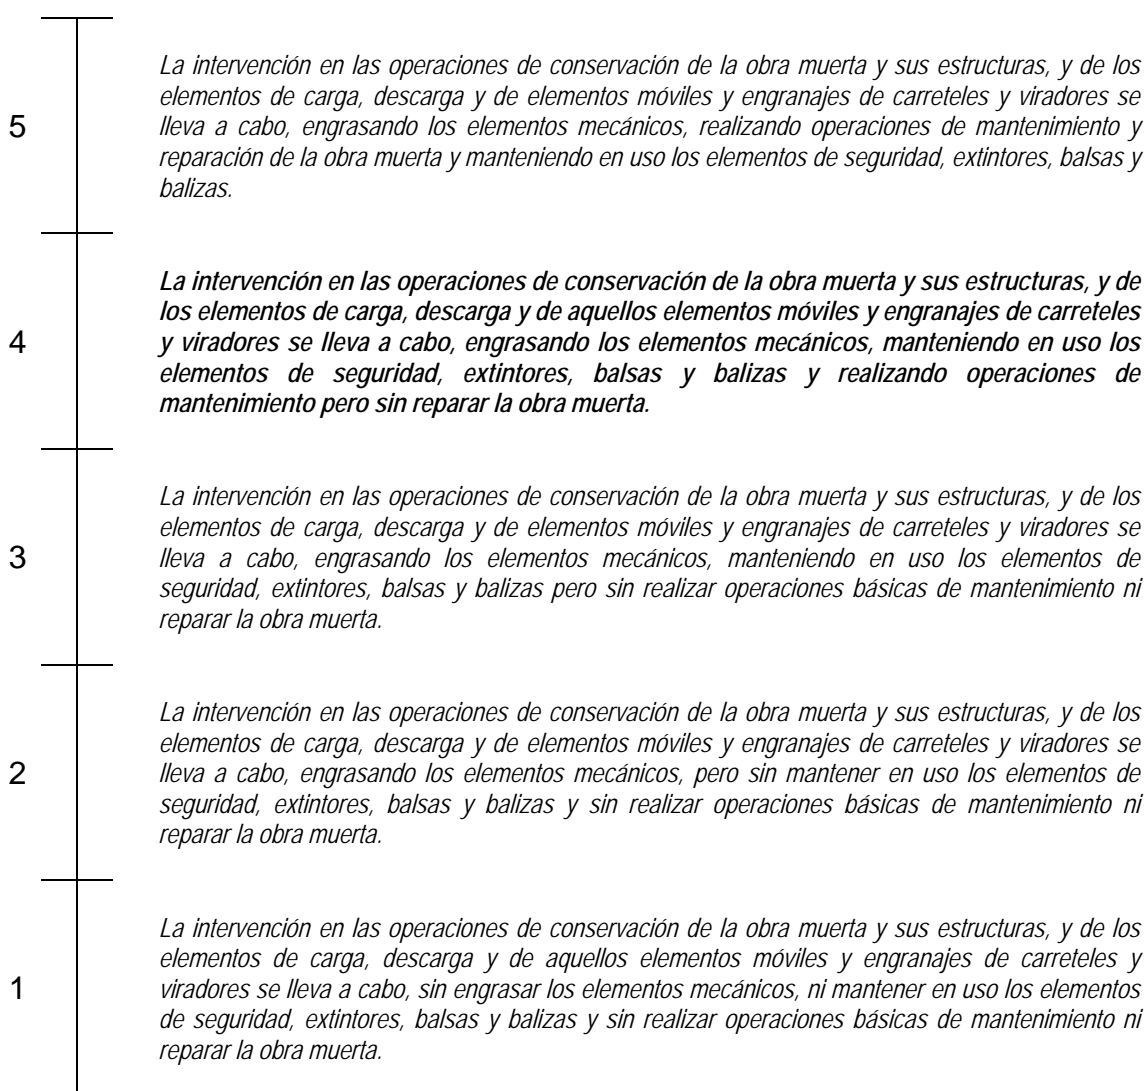 La intervención en las operaciones de conservación de la obra muerta y sus estructuras, y de los
elementos de carga, descarga y de elementos móviles y engranajes de carreteles y viradores se
5 lleva a cabo, engrasando los elementos mecánicos, realizando operaciones de mantenimiento y
reparación de la obra muerta y manteniendo en uso los elementos de seguridad, extintores, balsas y
balizas.
La intervención en las operaciones de conservación de la obra muerta y sus estructuras, y de
los elementos de carga, descarga y de aquellos elementos móviles y engranajes de carreteles
4 y viradores se lleva a cabo, engrasando los elementos mecánicos, manteniendo en uso los
elementos de seguridad, extintores, balsas y balizas y realizando operaciones de
mantenimiento pero sin reparar la obra muerta.
La intervención en las operaciones de conservación de la obra muerta y sus estructuras, y de los
elementos de carga, descarga y de elementos móviles y engranajes de carreteles y viradores se
3 lleva a cabo, engrasando los elementos mecánicos, manteniendo en uso los elementos de
seguridad, extintores, balsas y balizas pero sin realizar operaciones básicas de mantenimiento ni
reparar la obra muerta.
La intervención en las operaciones de conservación de la obra muerta y sus estructuras, y de los
elementos de carga, descarga y de elementos móviles y engranajes de carreteles y viradores se
2 lleva a cabo, engrasando los elementos mecánicos, pero sin mantener en uso los elementos de
seguridad, extintores, balsas y balizas y sin realizar operaciones básicas de mantenimiento ni
reparar la obra muerta.
La intervención en las operaciones de conservación de la obra muerta y sus estructuras, y de los
elementos de carga, descarga y de aquellos elementos móviles y engranajes de carreteles y
1 viradores se lleva a cabo, sin engrasar los elementos mecánicos, ni mantener en uso los elementos
de seguridad, extintores, balsas y balizas y sin realizar operaciones básicas de mantenimiento ni
reparar la obra muerta.